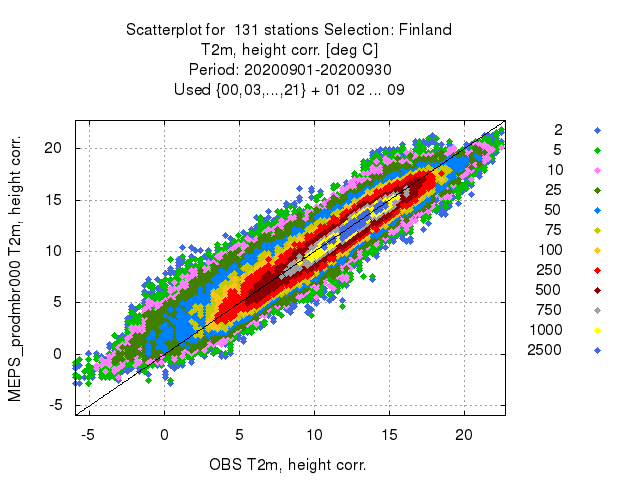 Scatterplot for 131 stations Selection: Finland
T2m, height corr. [deg C]
Period: 20200901-20200930
Used {00,03,...,21} + 01 02 ... 09
MEPS_prodmbr000 T2m, height corr.
20
15
10
5
0
-5
-5 0 5 10 15 20
OBS T2m, height corr.
2
5
10
25
50
75
100
250
500
750
1000
2500